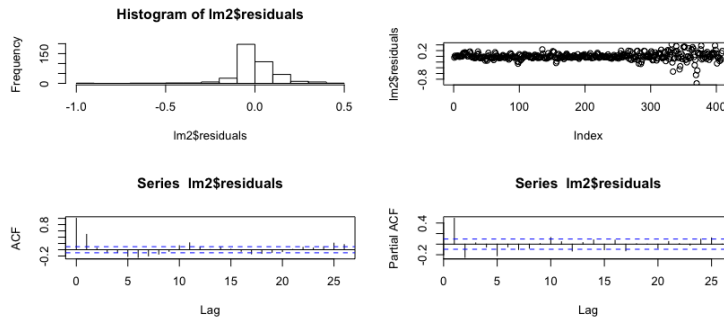 Histogram of lm2$residuals
Frequency
150
0
-1.0 -0.5 0.0 0.5
lm2$residuals
lm2$residuals
0.2
-0.8
0 100 200 300 400
Index
Series lm2$residuals
ACF
0.8
-0.2
0 5 10 15 20 25
Lag
Series lm2$residuals
Partial ACF
0.4
-0.2
0 5 10 15 20 25
Lag